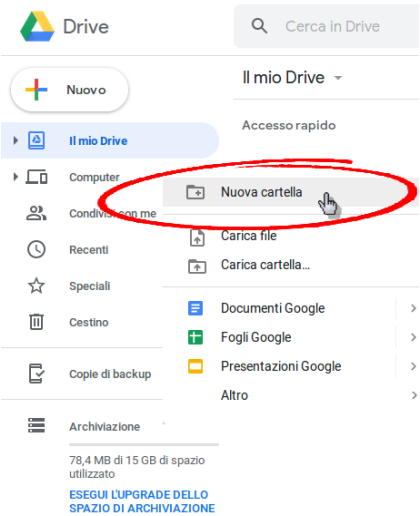 Drive
Cerca in Drive
Nuovo
Il mio Drive
Accesso rapido
Il mio Drive
Computer
Nuova cartella
Condivisi con me
Carica file
Recenti
Carica cartella...
Speciali
Documenti Google
Cestino
Fogli Google
Presentazioni Google
Copie di backup
Altro
Archiviazione
78,4 MB di 15 GB di spazio
utilizzato
ESEGUI L'UPGRADE DELLO
SPAZIO DI ARCHIVIAZIONE